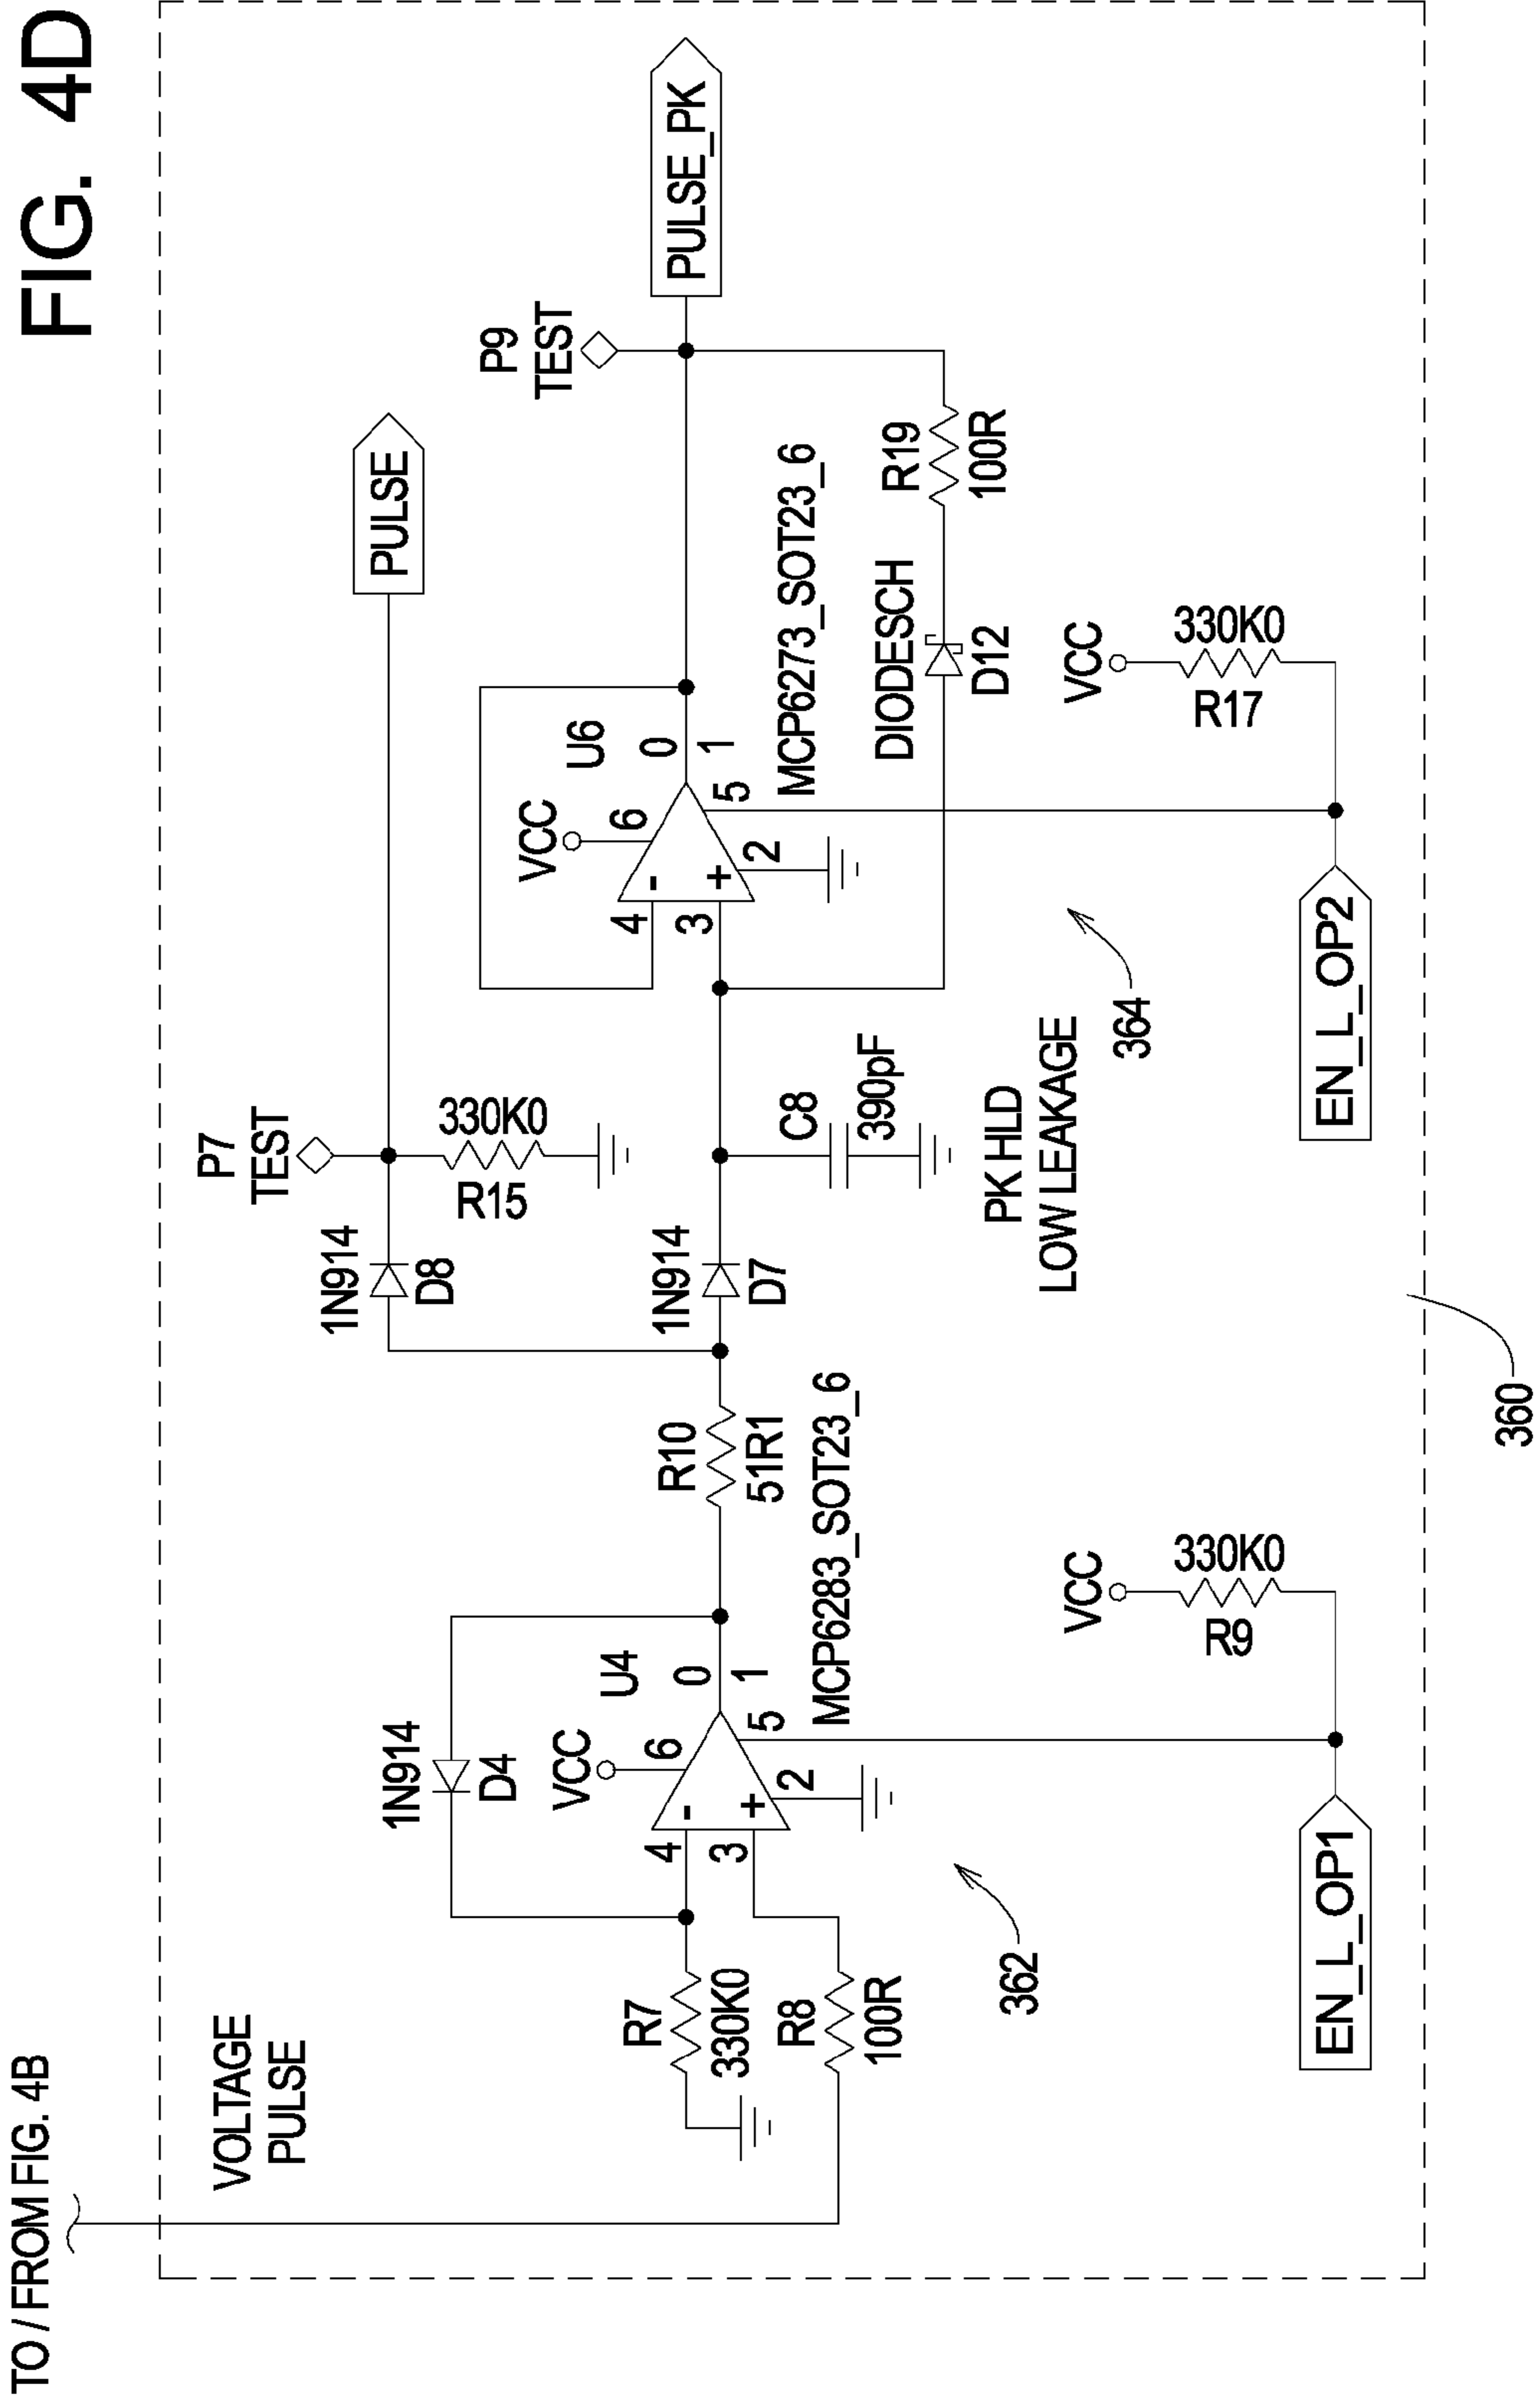 FIG. 4D
TO / FROM FIG. 4B
VOLTAGE
PULSE
R7
330K0
R8
100R
1N914
D4
VCC
U4
4
-
6
0
1
3
+
2
5
MCP6283_SOT23_6
362
EN_L_OP1
VCC
330K0
R9
R10
51R1
1N914
D8
1N914
D7
P7
TEST
330K0
R15
PULSE
C8
390pF
PK HLD
LOW LEAKAGE
VCC
U6
4
-
6
0
1
3
+
2
5
MCP6273_SOT23_6
DIODESCH
D12
R19
100R
P9
TEST
PULSE_PK
364
EN_L_OP2
VCC
330K0
R17
360